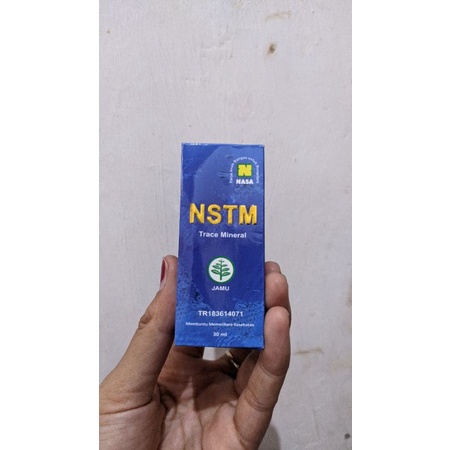 N
NASA
NSTM
Trace Mineral
JAMU
TR183614071
Membantu Memelihara Kesehatan
30 ml